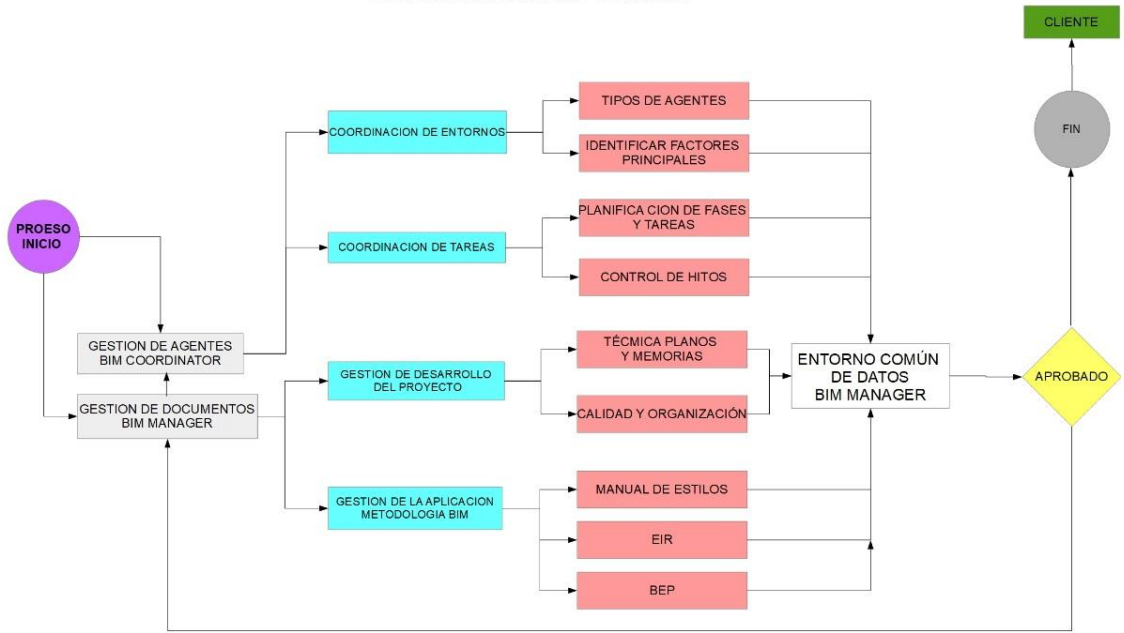 CLIENTE
FIN
TIPOS DE AGENTES
COORDINACION DE ENTORNOS
IDENTIFICAR FACTORES
PRINCIPALES
PROESO
INICIO
PLANIFICA CION DE FASES
Y TAREAS
COORDINACION DE TAREAS
CONTROL DE HITOS
GESTION DE AGENTES
BIM COORDINATOR
TÉCNICA PLANOS
Y MEMORIAS
GESTION DE DESARROLLO
DEL PROYECTO
ENTORNO COMÚN
DE DATOS
BIM MANAGER
APROBADO
GESTION DE DOCUMENTOS
BIM MANAGER
CALIDAD Y ORGANIZACIÓN
GESTION DE LA APLICACION
METODOLOGIA BIM
MANUAL DE ESTILOS
EIR
BEP